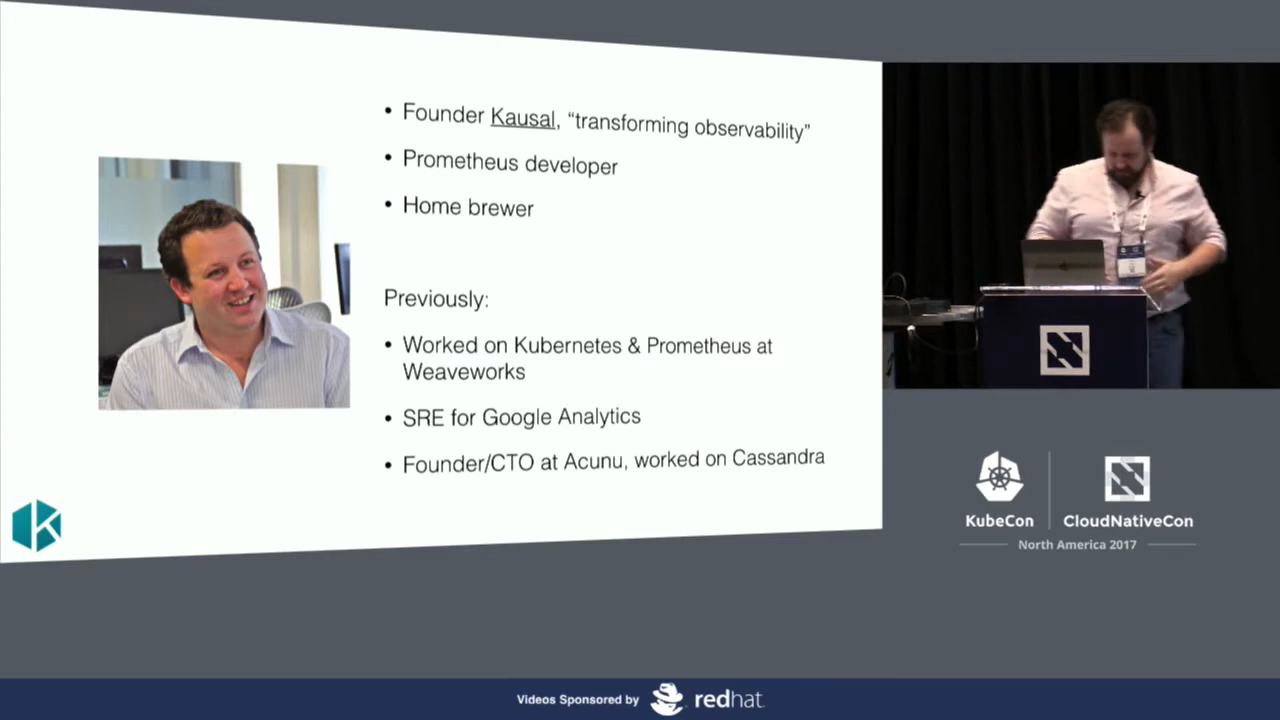 • Founder Kausal, “transforming observability”
• Prometheus developer
• Home brewer
Previously:
• Worked on Kubernetes & Prometheus at
Weaveworks
• SRE for Google Analytics
• Founder/CTO at Acunu, worked on Cassandra
K
KubeCon
CloudNativeCon
North America 2017
Videos Sponsored by redhat.